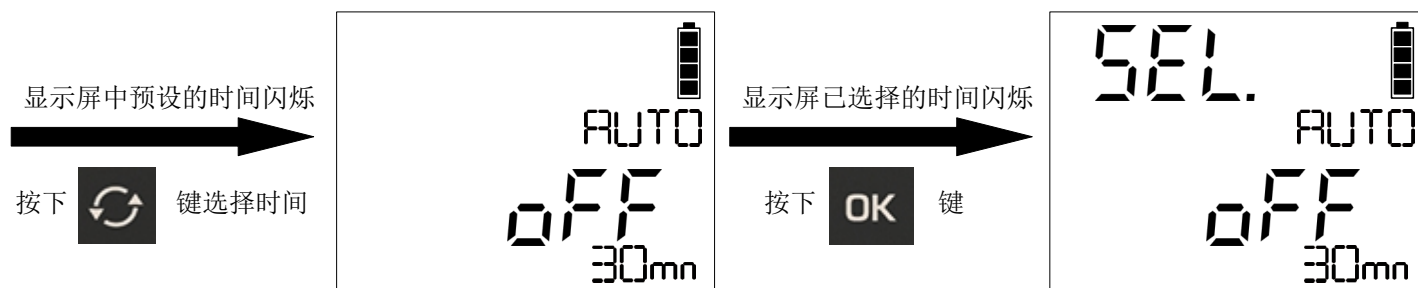 显示屏中预设的时间闪烁
按下 键选择时间
AUTO
oFF
30mn
显示屏已选择的时间闪烁
按下 OK 键
SEL.
AUTO
oFF
30mn